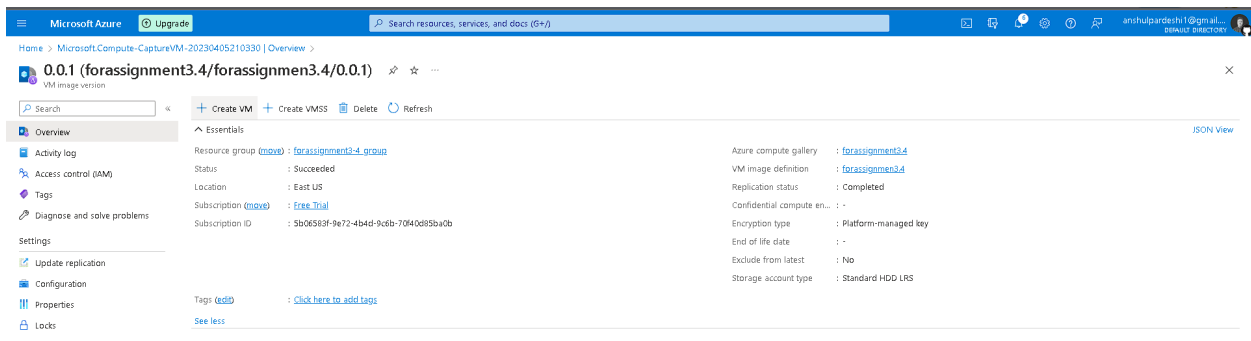 Microsoft Azure Upgrade Search resources, services, and docs (G+/) 6 anshulpardeshi1@gmail....
DEFAULT DIRECTORY
Home > Microsoft.Compute-CaptureVM-20230405210330 | Overview >
0.0.1 (forassignment3.4/forassignmen3.4/0.0.1) ...
VM image version
Search «
Overview
Activity log
Access control (IAM)
Tags
Diagnose and solve problems
Settings
Update replication
Configuration
Properties
Locks
+ Create VM + Create VMSS Delete Refresh
Essentials JSON View
Resource group (move) : forassignment3-4_group
Status : Succeeded
Location : East US
Subscription (move) : Free Trial
Subscription ID : 5b06583f-9e72-4b4d-9c6b-70f40d85ba0b
Azure compute gallery : forassignment3.4
VM image definition : forassignmen3.4
Replication status : Completed
Confidential compute en... : -
Encryption type : Platform-managed key
End of life date : -
Exclude from latest : No
Storage account type : Standard HDD LRS
Tags (edit) : Click here to add tags
See less